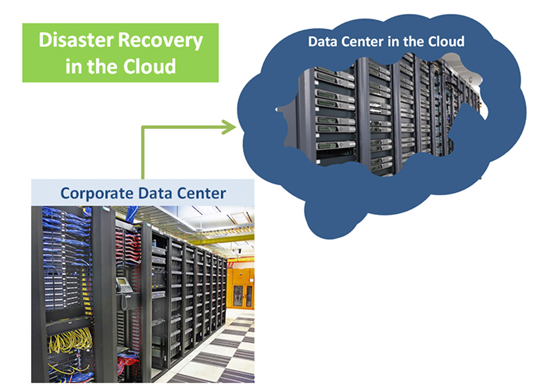 Disaster Recovery
in the Cloud
Data Center in the Cloud
Corporate Data Center